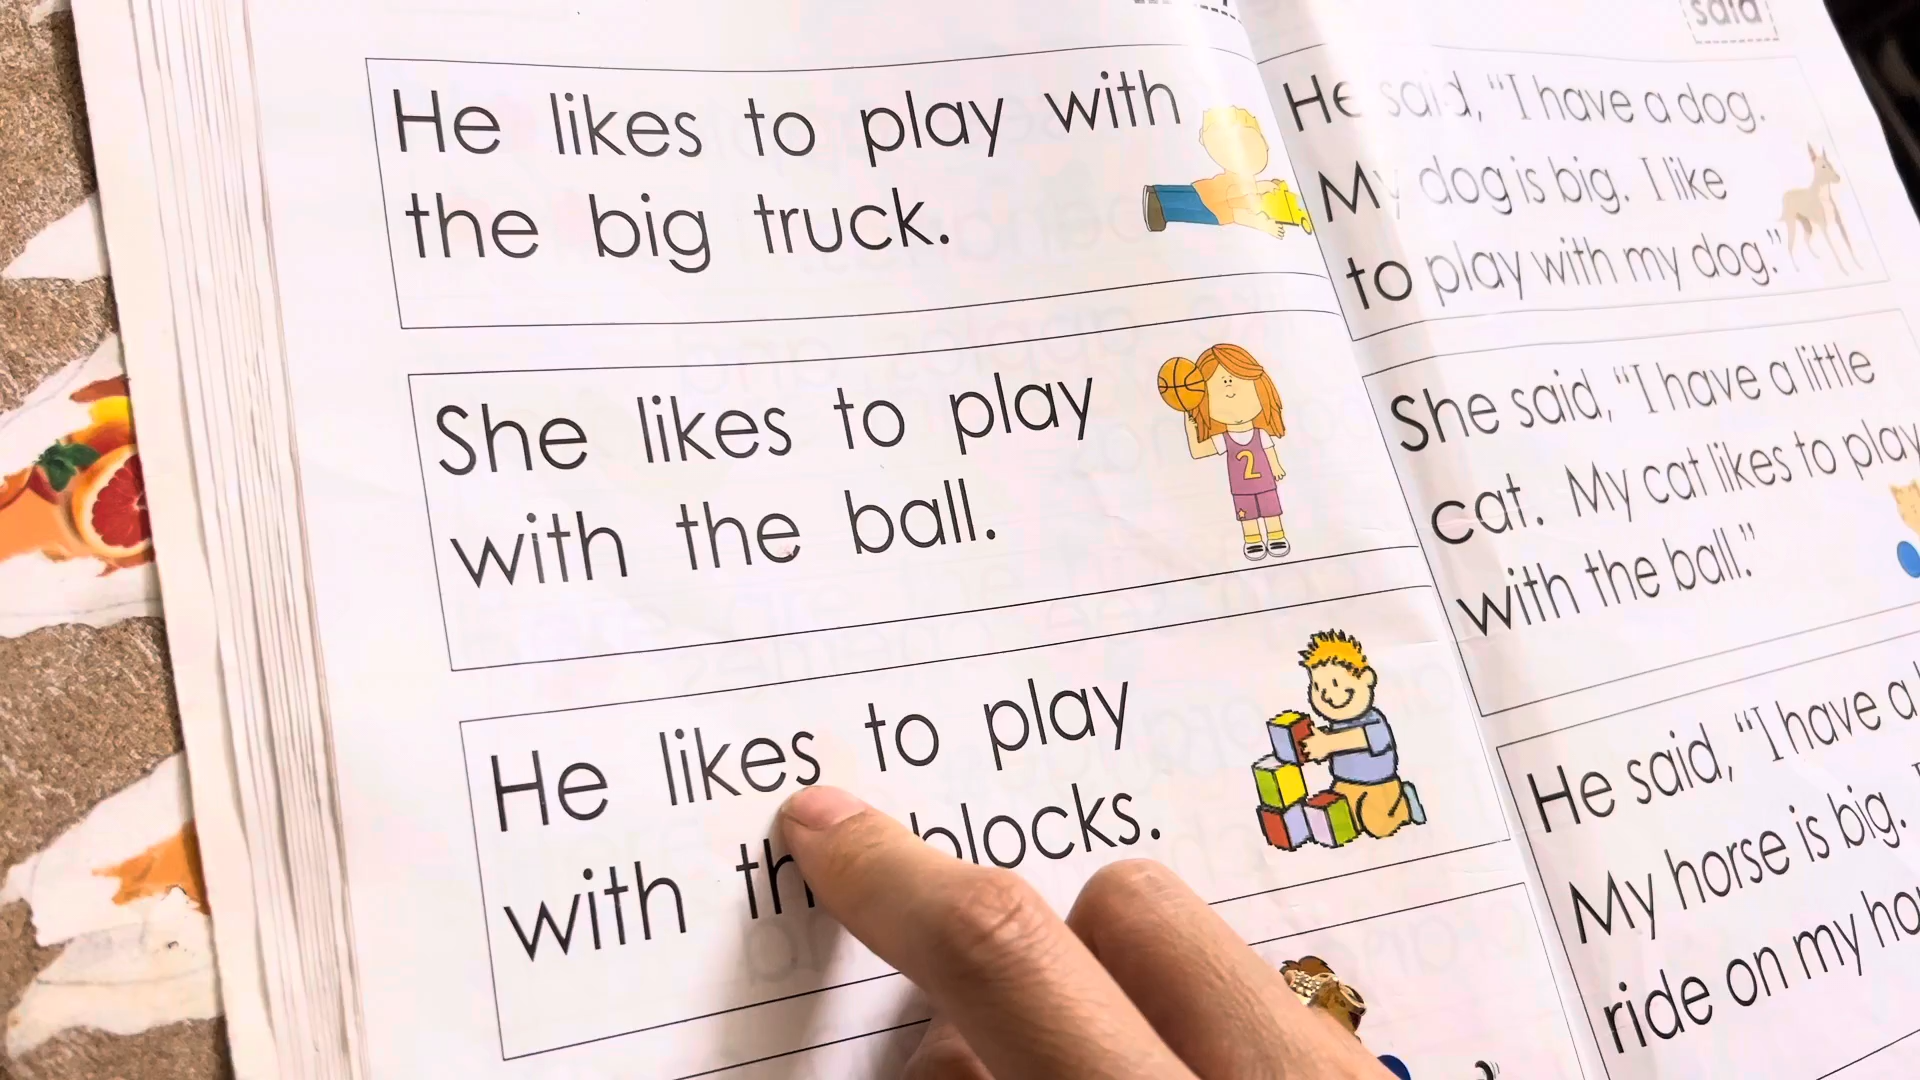 He likes to play with
the big truck.
She likes to play
with the ball.
2
He likes to play
with blocks.
said
He said, “I have a dog.
My dog is big. I like
to play with my dog.”
She said, “I have a little
cat. My cat likes to play
with the ball.”
He said, “I have a
My horse is big.
ride on my